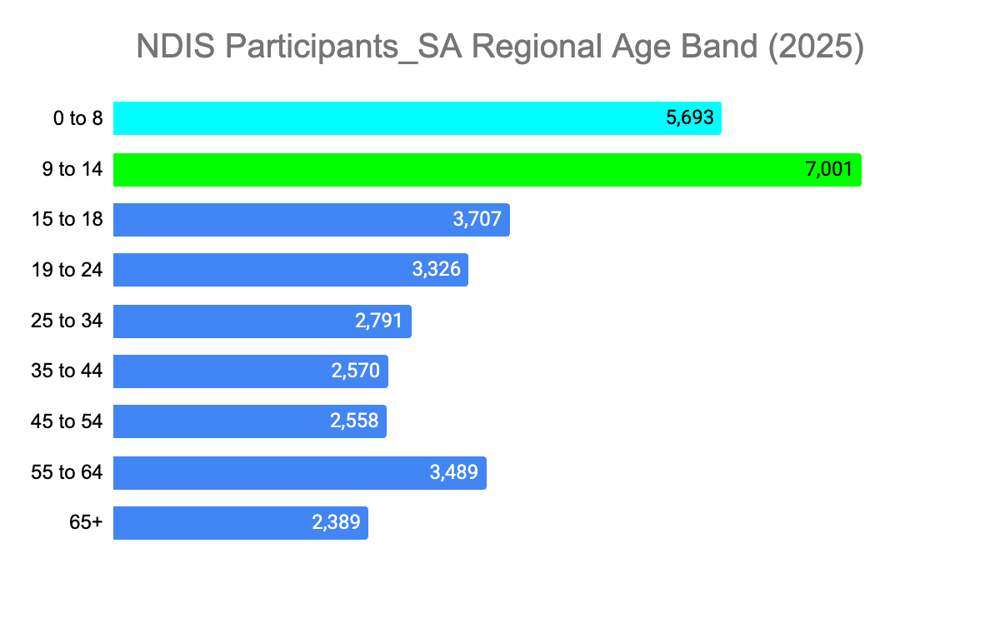 NDIS Participants_SA Regional Age Band (2025)
0 to 8 5,693
9 to 14 7,001
15 to 18 3,707
19 to 24 3,326
25 to 34 2,791
35 to 44 2,570
45 to 54 2,558
55 to 64 3,489
65+ 2,389